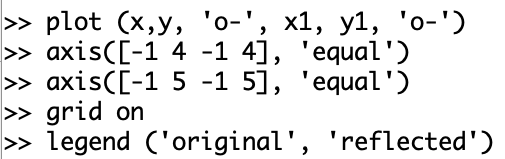 >> plot (x,y, 'o-', x1, y1, 'o-')
>> axis([-1 4 -1 4], 'equal')
>> axis([-1 5 -1 5], 'equal')
>> grid on
>> legend ('original', 'reflected')